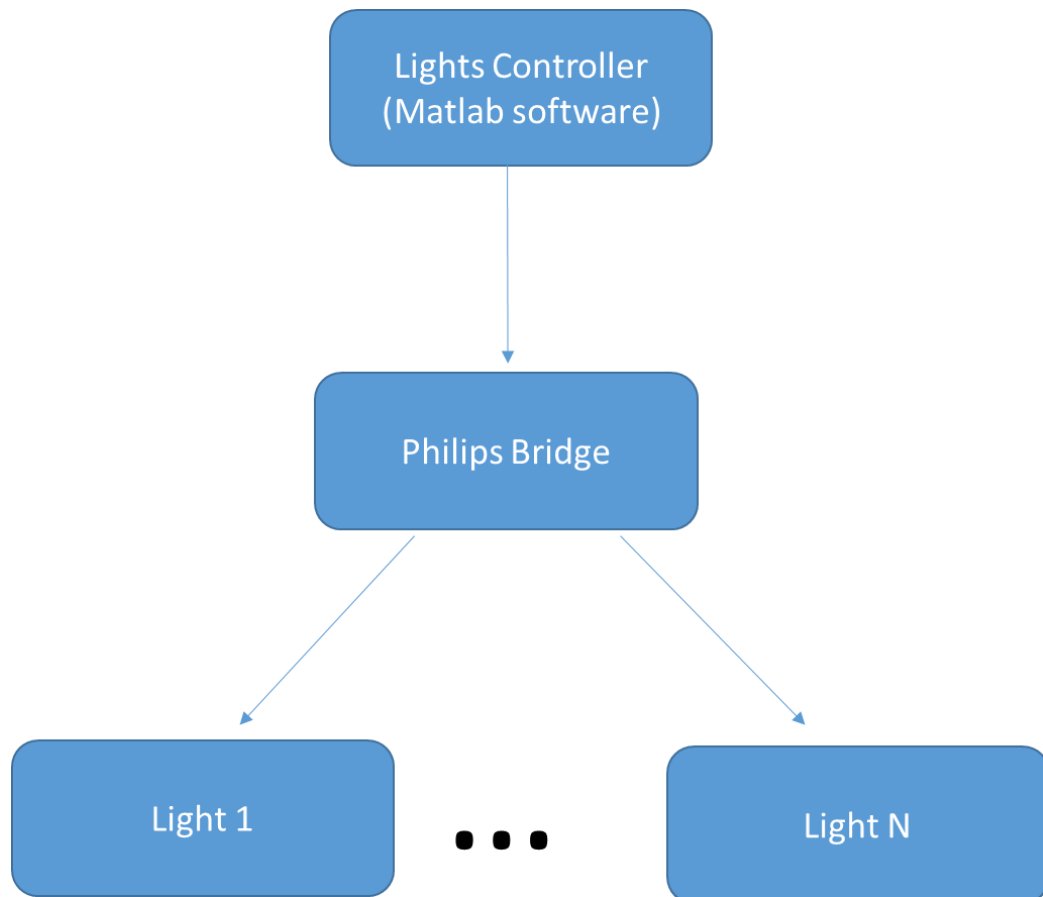 Lights Controller
(Matlab software)
Philips Bridge
Light 1
...
Light N